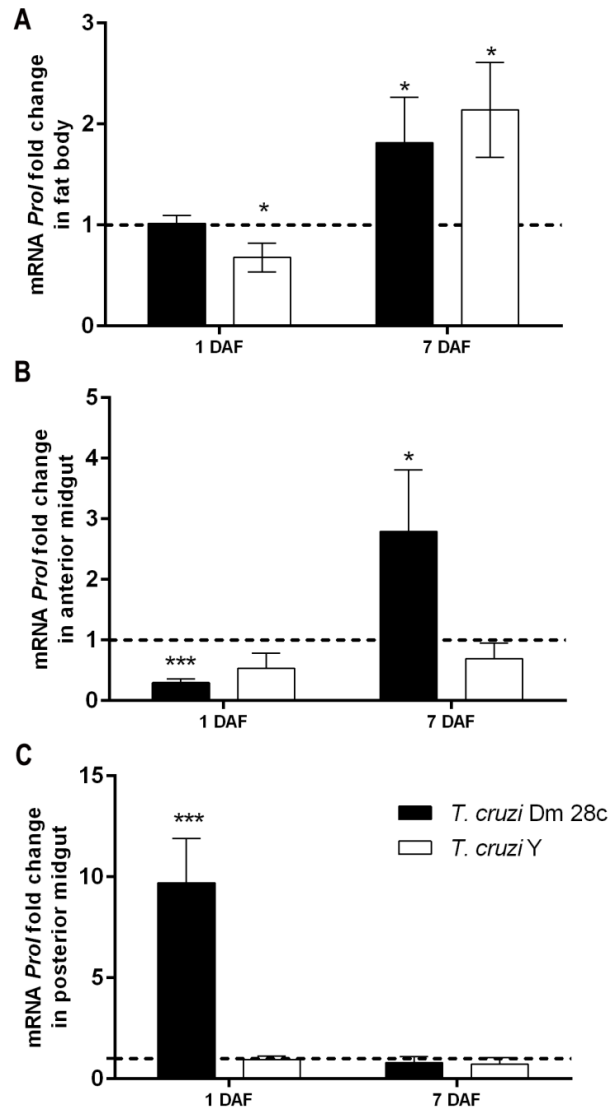 A
mRNA Prol fold change
in fat body
3
2
1
0
*
*
*
1 DAF
7 DAF
B
mRNA Prol fold change
in anterior midgut
5
4
3
2
1
0
***
*
1 DAF
7 DAF
C
mRNA Prol fold change
in posterior midgut
15
10
5
0
***
T. cruzi Dm 28c
T. cruzi Y
1 DAF
7 DAF